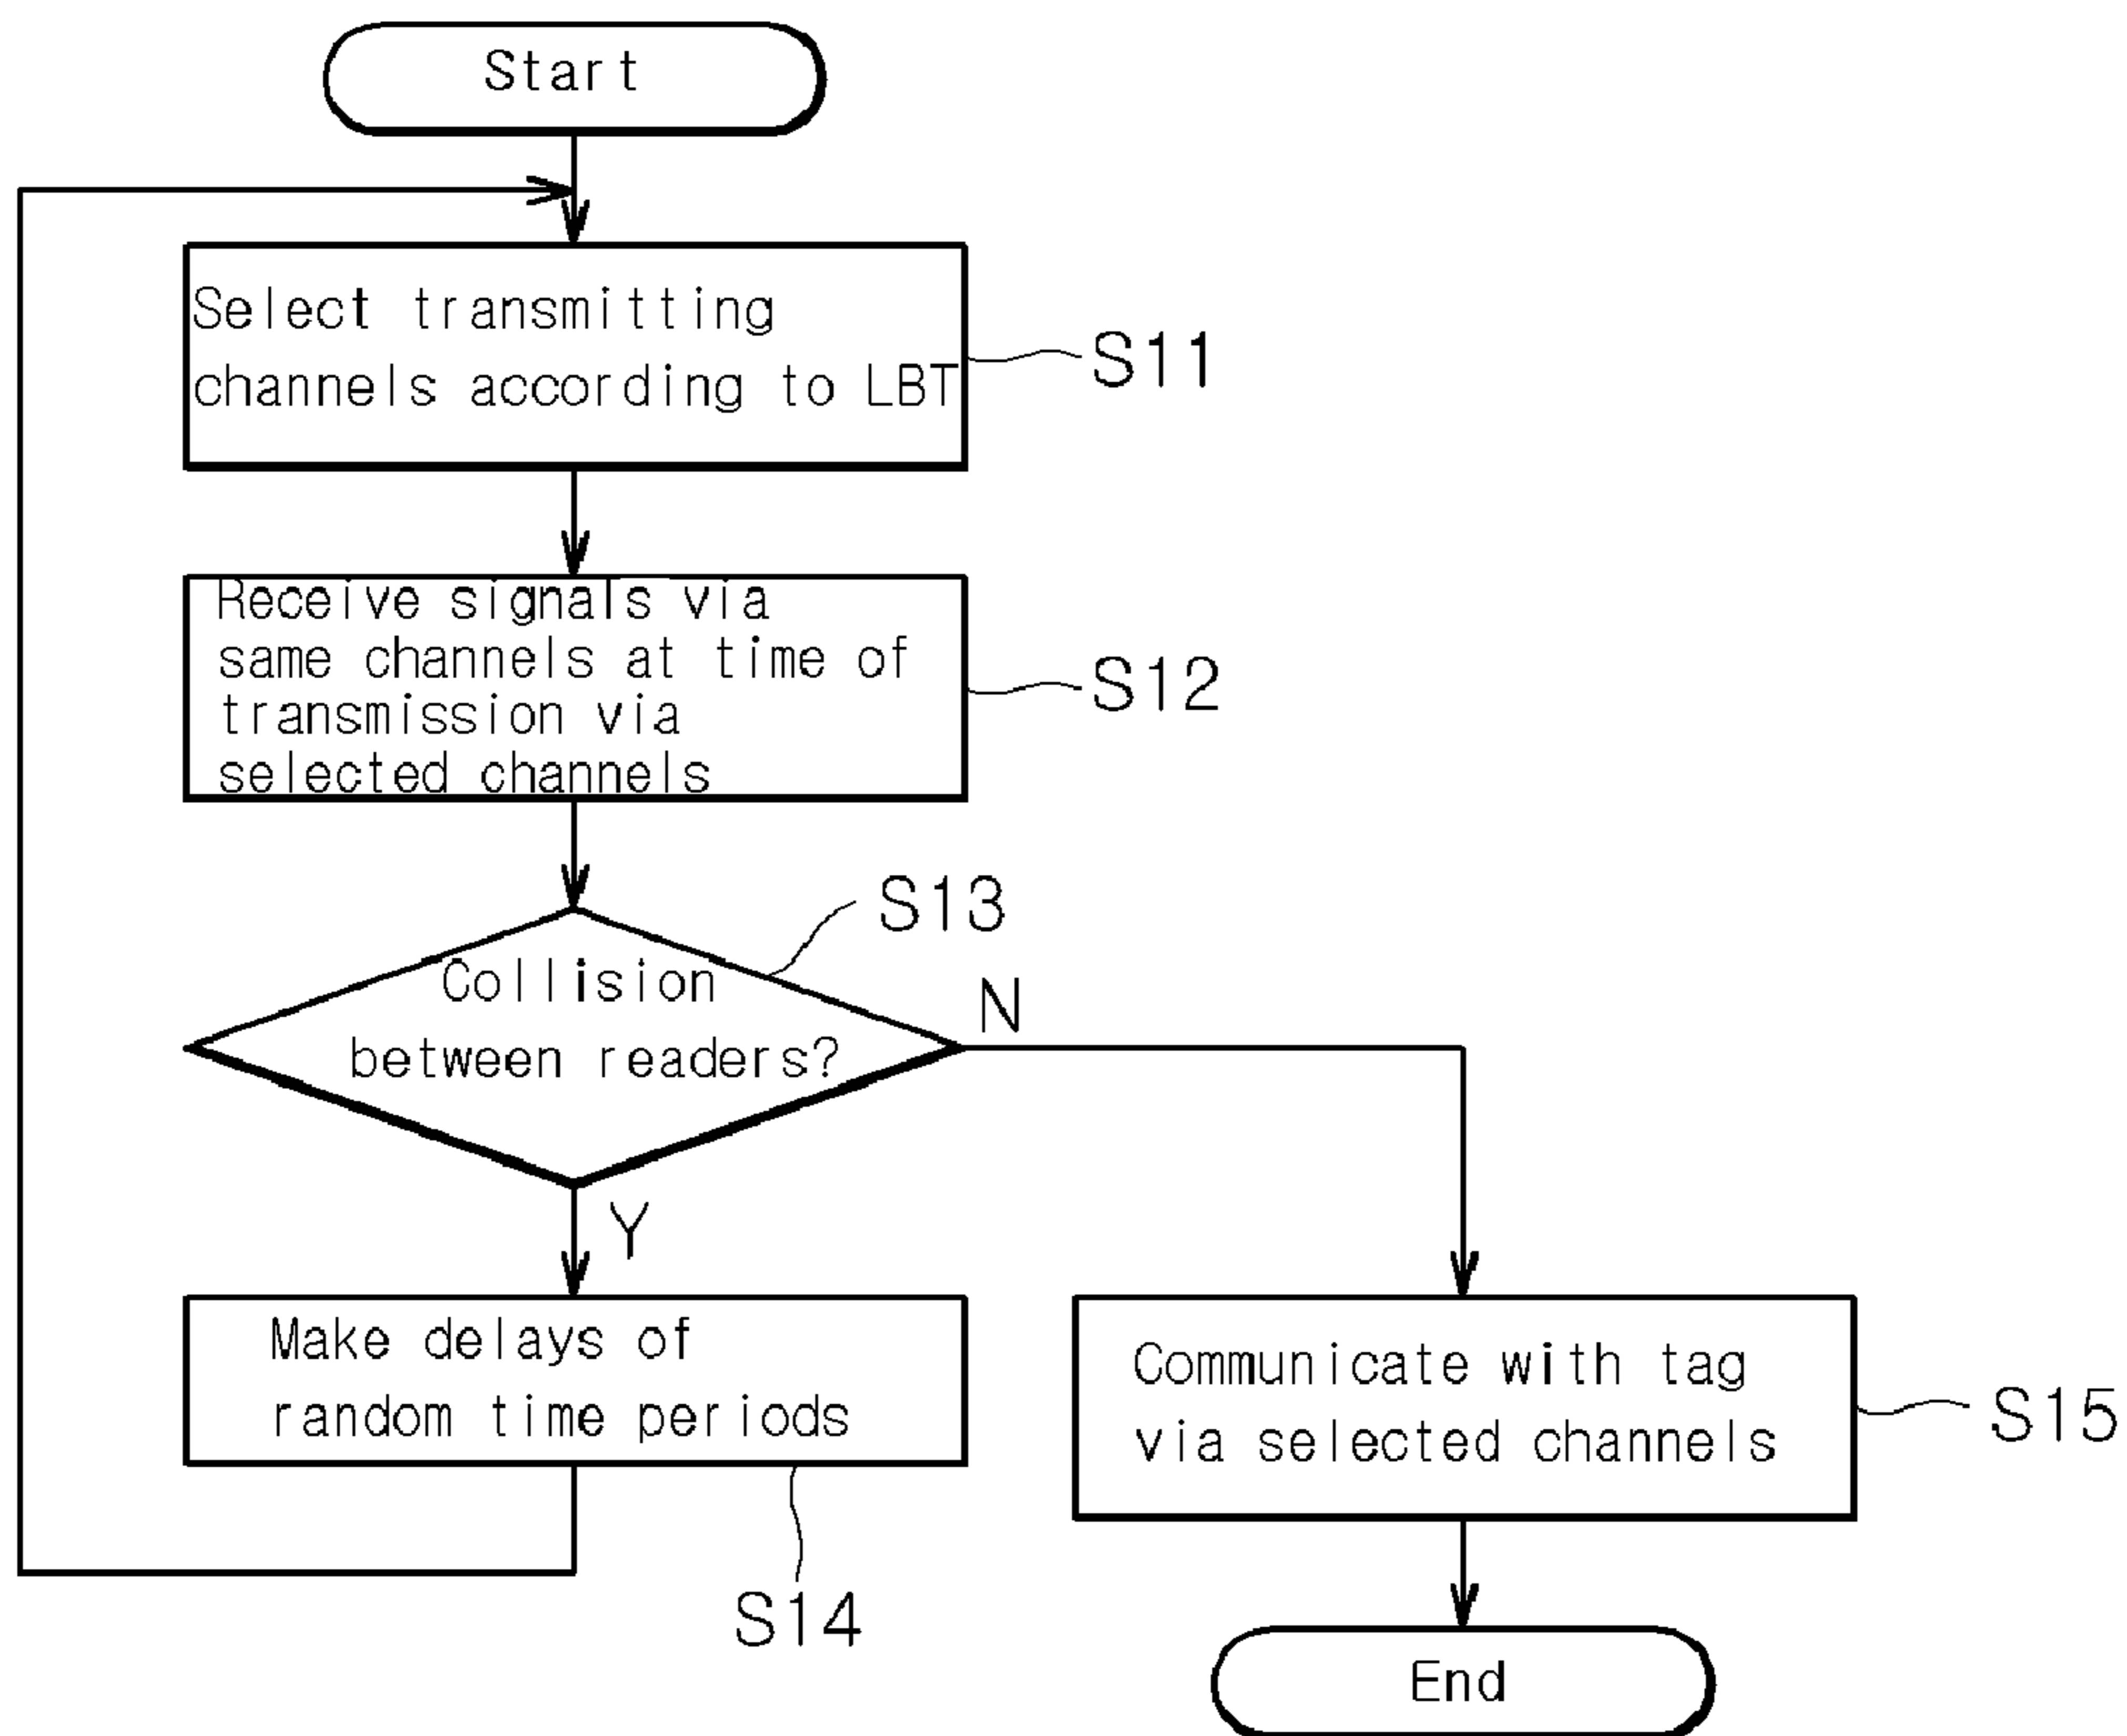 Start
Select transmitting
channels according to LBT
S11
Receive signals via
same channels at time of
transmission via
selected channels
S12
S13
Collision
between readers?
N
Y
Make delays of
random time periods
S14
Communicate with tag
via selected channels
S15
End